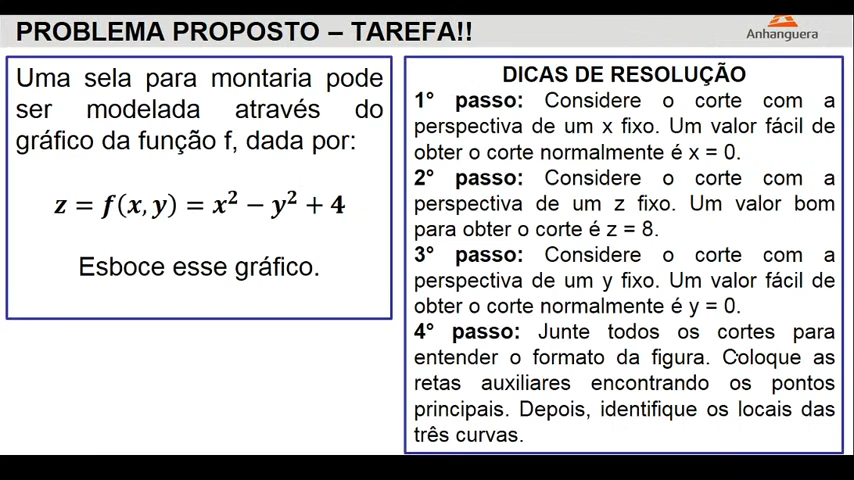 PROBLEMA PROPOSTO – TAREFA!!
Anhanguera
Uma sela para montaria pode
ser modelada através do
gráfico da função f, dada por:
z = f(x, y) = x² − y² + 4
Esboce esse gráfico.
DICAS DE RESOLUÇÃO
1° passo: Considere o corte com a
perspectiva de um x fixo. Um valor fácil de
obter o corte normalmente é x = 0.
2° passo: Considere o corte com a
perspectiva de um z fixo. Um valor bom
para obter o corte é z = 8.
3° passo: Considere o corte com a
perspectiva de um y fixo. Um valor fácil de
obter o corte normalmente é y = 0.
4° passo: Junte todos os cortes para
entender o formato da figura. Coloque as
retas auxiliares encontrando os pontos
principais. Depois, identifique os locais das
três curvas.